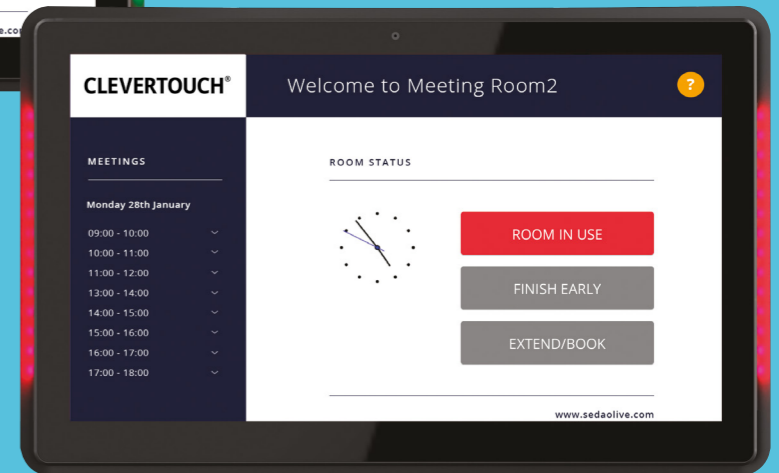 CLEVERTOUCH®
Welcome to Meeting Room2
?
MEETINGS
Monday 28th January
09:00 - 10:00
10:00 - 11:00
11:00 - 12:00
13:00 - 14:00
14:00 - 15:00
15:00 - 16:00
16:00 - 17:00
17:00 - 18:00
ROOM STATUS
ROOM IN USE
FINISH EARLY
EXTEND/BOOK
www.sedaolive.com